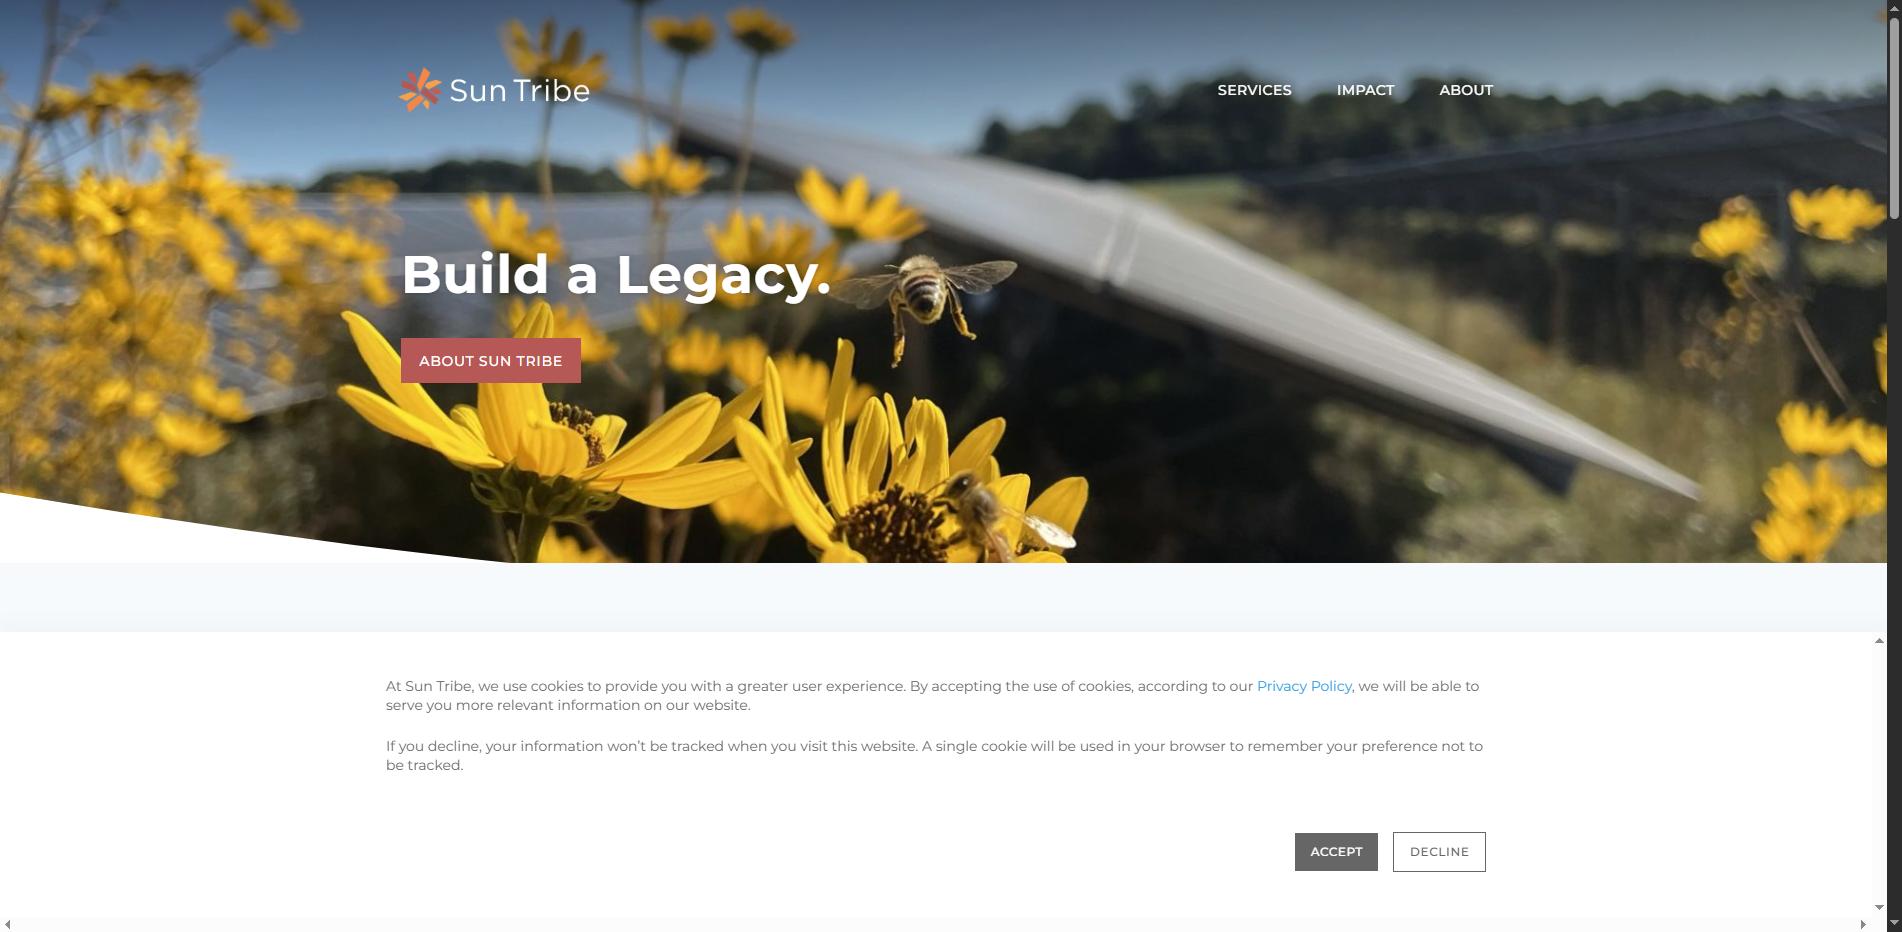 Sun Tribe
SERVICES IMPACT ABOUT
Build a Legacy.
ABOUT SUN TRIBE
At Sun Tribe, we use cookies to provide you with a greater user experience. By accepting the use of cookies, according to our Privacy Policy, we will be able to
serve you more relevant information on our website.
If you decline, your information won’t be tracked when you visit this website. A single cookie will be used in your browser to remember your preference not to
be tracked.
ACCEPT DECLINE